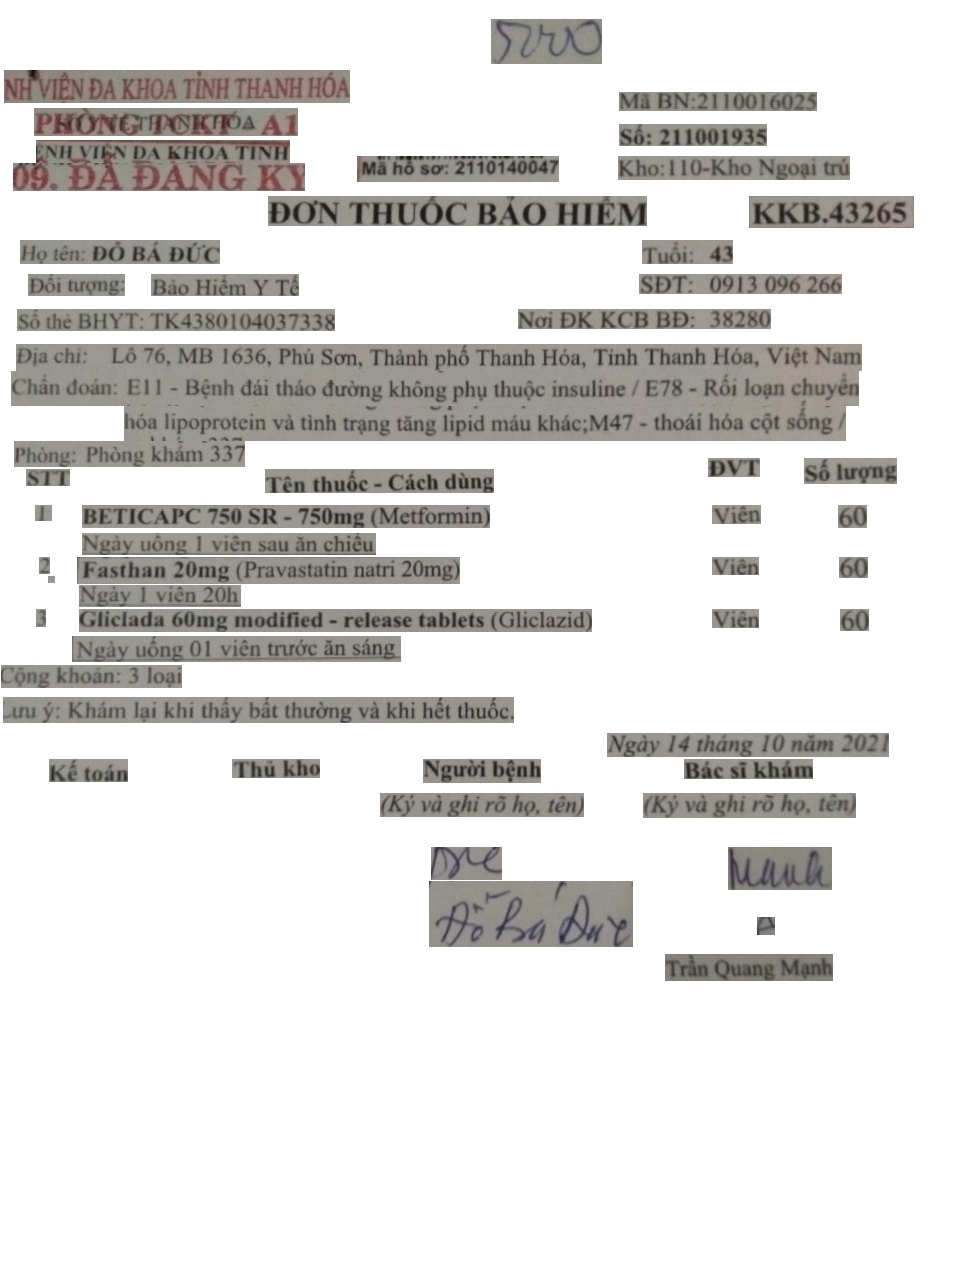 NH VIỆN ĐA KHOA TỈNH THANH HÓA
Mã BN:2110016025
PHÒNG TCKT - A1
SỞ Y TẾ THANH HÓA
Số: 211001935
ỆNH VIỆN ĐA KHOA TỈNH
Mã hồ sơ: 2110140047
Kho:110-Kho Ngoại trú
09. ĐÃ ĐĂNG KÝ
ĐƠN THUỐC BẢO HIỂM
KKB.43265
Họ tên: ĐỖ BÁ ĐỨC
Tuổi: 43
Đối tượng: Bảo Hiểm Y Tế
SĐT: 0913 096 266
Số thẻ BHYT: TK4380104037338
Nơi ĐK KCB BĐ: 38280
Địa chỉ: Lô 76, MB 1636, Phú Sơn, Thành phố Thanh Hóa, Tỉnh Thanh Hóa, Việt Nam
Chẩn đoán: E11 - Bệnh đái tháo đường không phụ thuộc insuline / E78 - Rối loạn chuyển
hóa lipoprotein và tình trạng tăng lipid máu khác;M47 - thoái hóa cột sống /
Phòng: Phòng khám 337
STT Tên thuốc - Cách dùng ĐVT Số lượng
1 BETICAPC 750 SR - 750mg (Metformin) Viên 60
Ngày uống 1 viên sau ăn chiều
2 Fasthan 20mg (Pravastatin natri 20mg) Viên 60
Ngày 1 viên 20h
3 Gliclada 60mg modified - release tablets (Gliclazid) Viên 60
Ngày uống 01 viên trước ăn sáng
Cộng khoản: 3 loại
Lưu ý: Khám lại khi thấy bất thường và khi hết thuốc.
Ngày 14 tháng 10 năm 2021
Kế toán Thủ kho Người bệnh Bác sĩ khám
(Ký và ghi rõ họ, tên) (Ký và ghi rõ họ, tên)
Đức Mạnh
Đỗ Bá Đức
Trần Quang Mạnh